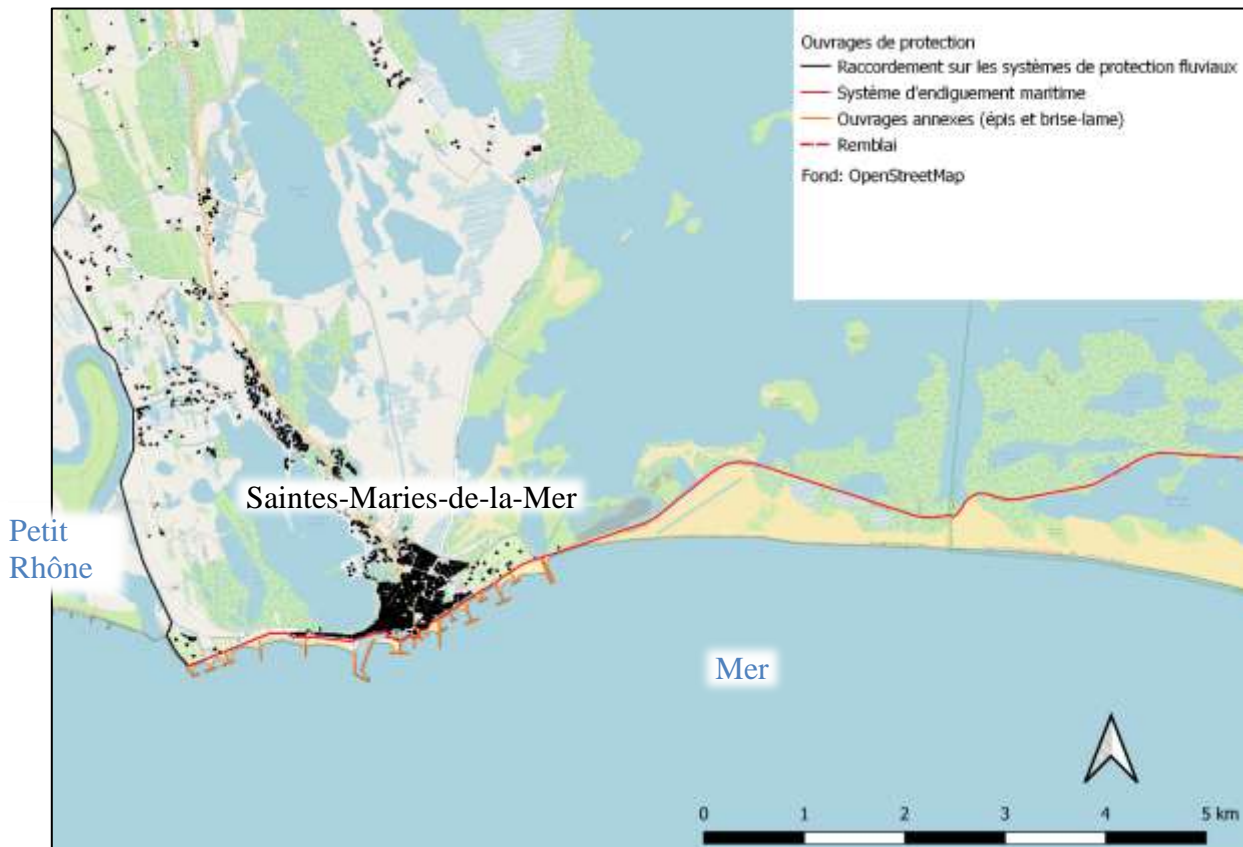 Ouvrages de protection
Raccordement sur les systèmes de protection fluviaux
Système d'endiguement maritime
Ouvrages annexes (épis et brise-lame)
Remblai
Fond: OpenStreetMap
Saintes-Maries-de-la-Mer
Petit
Rhône
Mer
0 1 2 3 4 5 km